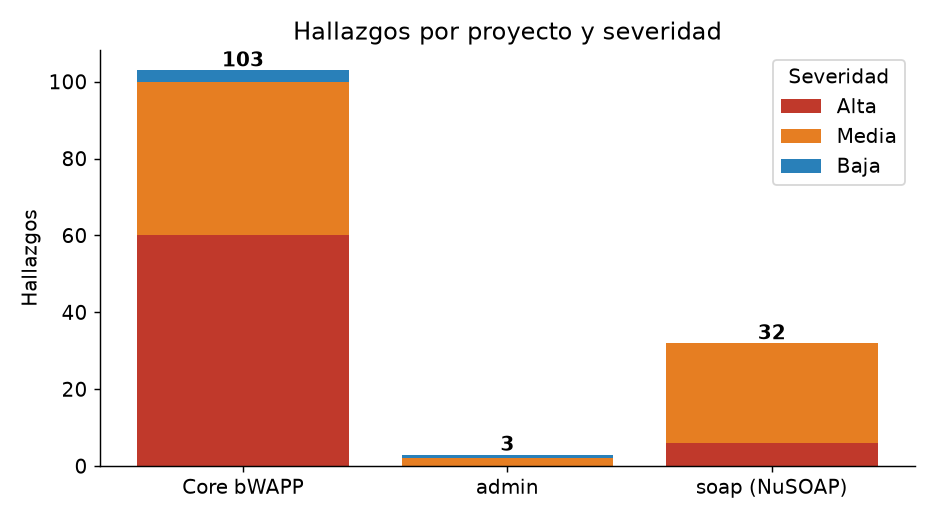 Hallazgos por proyecto y severidad
103
Severidad
Alta
Media
Baja
100
80
60
40
20
0
Hallazgos
3
32
Core bWAPP
admin
soap (NuSOAP)